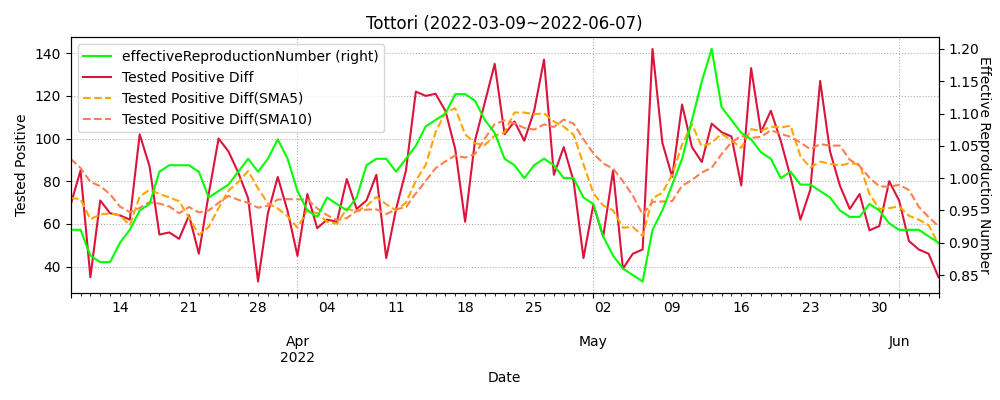 Tottori (2022-03-09~2022-06-07)
effectiveReproductionNumber (right)
Tested Positive Diff
Tested Positive Diff(SMA5)
Tested Positive Diff(SMA10)
Tested Positive
140
120
100
80
60
40
1.20
1.15
1.10
1.05
1.00
0.95
0.90
0.85
Effective Reproduction Number
14 21 28 04 11 18 25 02 09 16 23 30
Apr May Jun
2022
Date